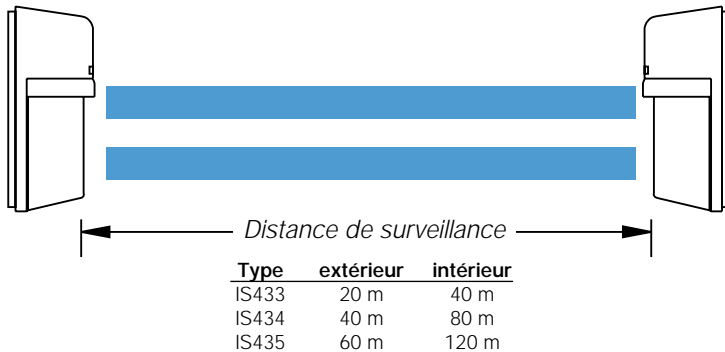 Distance de surveillance
Type extérieur intérieur
IS433 20 m 40 m
IS434 40 m 80 m
IS435 60 m 120 m